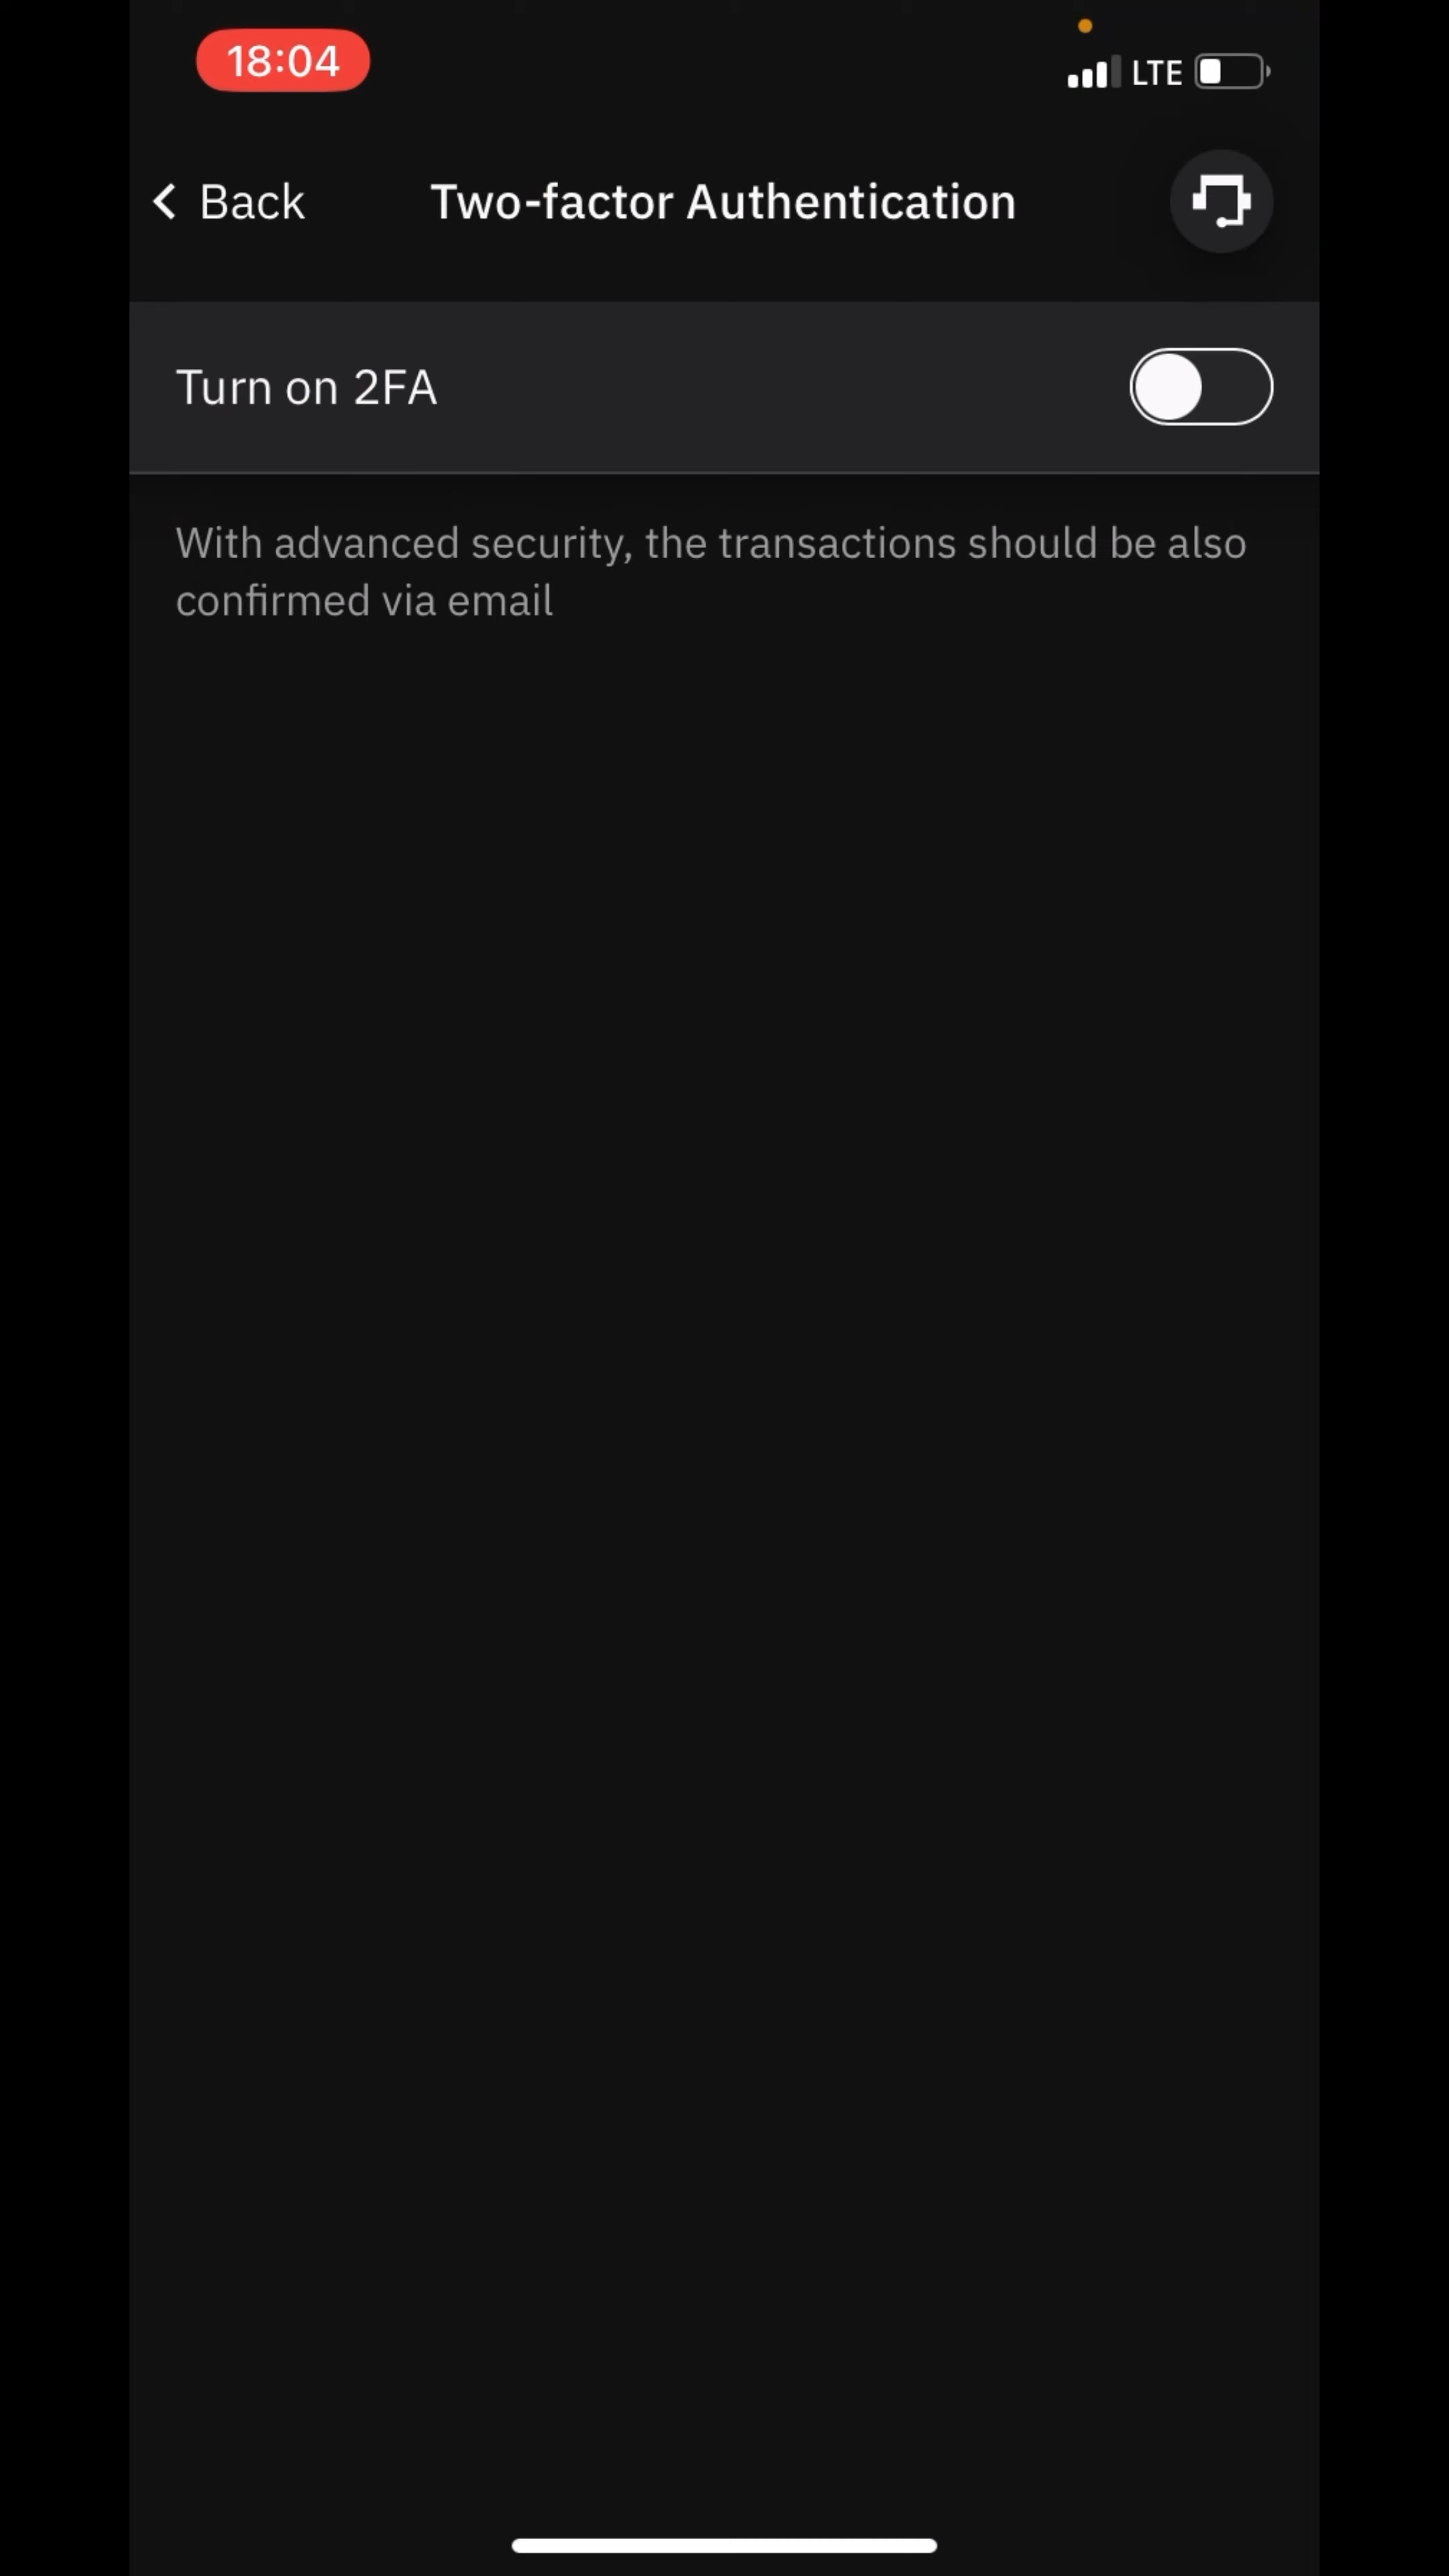 18:04
LTE
Back
Two-factor Authentication
Turn on 2FA
With advanced security, the transactions should be also
confirmed via email